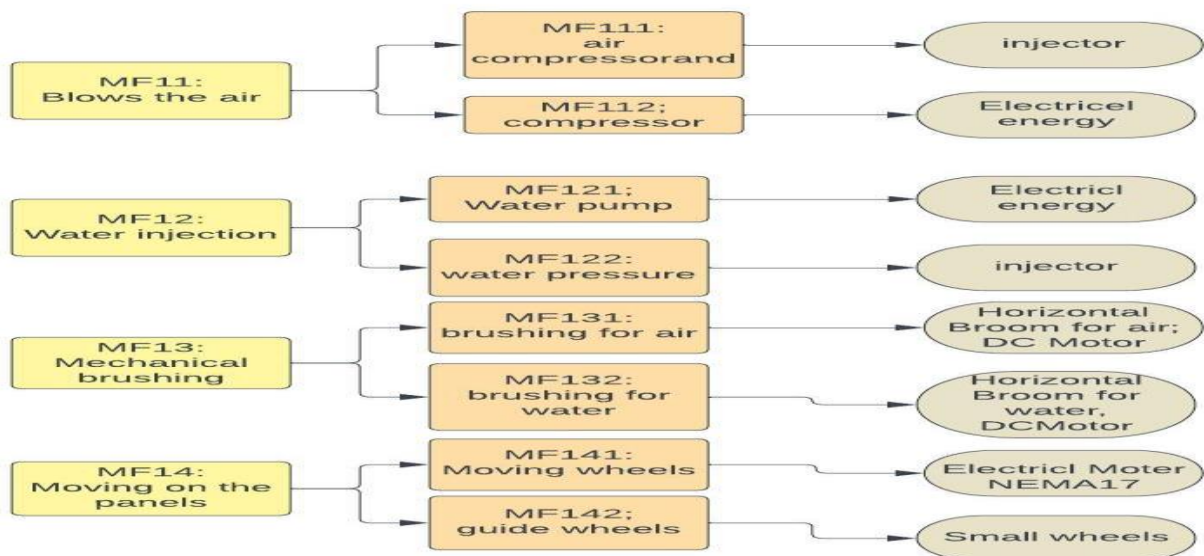 MF11:
Blows the air
MF111:
air
compressorand
injector
MF112;
compressor
Electricel
energy
MF12:
Water injection
MF121;
Water pump
Electricl
energy
MF122:
water pressure
injector
MF13:
Mechanical
brushing
MF131:
brushing for air
Horizontal
Broom for air;
DC Motor
MF132:
brushing for
water
Horizontal
Broom for
water,
DCMotor
MF14:
Moving on the
panels
MF141:
Moving wheels
Electricl Moter
NEMA17
MF142;
guide wheels
Small wheels